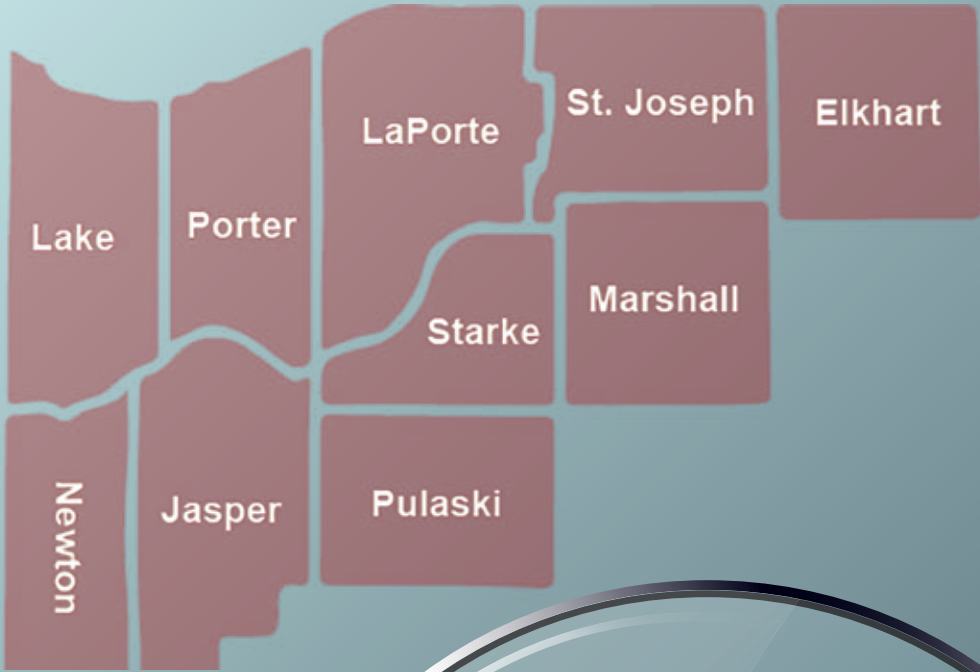 St. Joseph
Elkhart
LaPorte
Porter
Lake
Marshall
Starke
Newton
Jasper
Pulaski